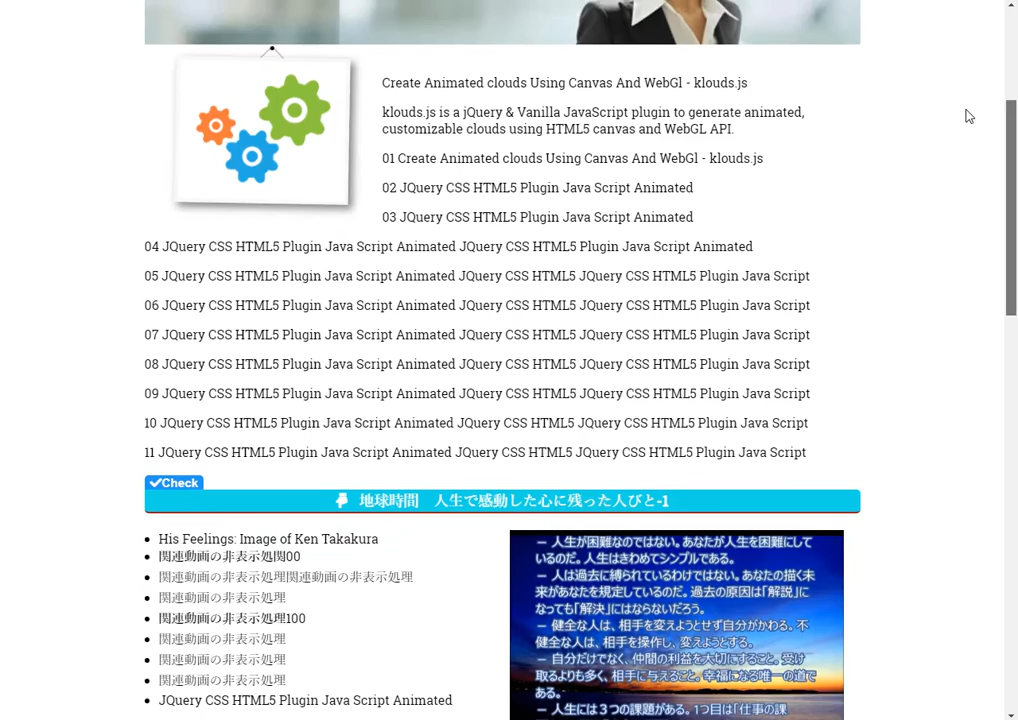 Create Animated clouds Using Canvas And WebGl - klouds.js
klouds.js is a jQuery & Vanilla JavaScript plugin to generate animated,
customizable clouds using HTML5 canvas and WebGL API.
01 Create Animated clouds Using Canvas And WebGl - klouds.js
02 JQuery CSS HTML5 Plugin Java Script Animated
03 JQuery CSS HTML5 Plugin Java Script Animated
04 JQuery CSS HTML5 Plugin Java Script Animated JQuery CSS HTML5 Plugin Java Script Animated
05 JQuery CSS HTML5 Plugin Java Script Animated JQuery CSS HTML5 JQuery CSS HTML5 Plugin Java Script
06 JQuery CSS HTML5 Plugin Java Script Animated JQuery CSS HTML5 JQuery CSS HTML5 Plugin Java Script
07 JQuery CSS HTML5 Plugin Java Script Animated JQuery CSS HTML5 JQuery CSS HTML5 Plugin Java Script
08 JQuery CSS HTML5 Plugin Java Script Animated JQuery CSS HTML5 JQuery CSS HTML5 Plugin Java Script
09 JQuery CSS HTML5 Plugin Java Script Animated JQuery CSS HTML5 JQuery CSS HTML5 Plugin Java Script
10 JQuery CSS HTML5 Plugin Java Script Animated JQuery CSS HTML5 JQuery CSS HTML5 Plugin Java Script
11 JQuery CSS HTML5 Plugin Java Script Animated JQuery CSS HTML5 JQuery CSS HTML5 Plugin Java Script
Check
地球時間　人生で感動した心に残った人びと-1
His Feelings: Image of Ken Takakura
関連動画の非表示処関00
関連動画の非表示処理関連動画の非表示処理
関連動画の非表示処理
関連動画の非表示処理100
関連動画の非表示処理
関連動画の非表示処理
関連動画の非表示処理
JQuery CSS HTML5 Plugin Java Script Animated
― 人生が困難なのではない。あなたが人生を困難にして
いるのだ。人生はきわめてシンプルである。
― 人は過去に縛られているわけではない。あなたの描く未
来があなたを規定しているのだ。過去の原因は「解説」に
なっても「解決」にはならないだろう。
― 健全な人は、相手を変えようとせず自分がかわる。不
健全な人は、相手を操作し、変えようとする。
― 自分だけでなく、仲間の利益を大切にすること。受け
取るよりも多く、相手に与えること。幸福になる唯一の道で
ある。
― 人生には３つの課題がある。1つ目は「仕事の課